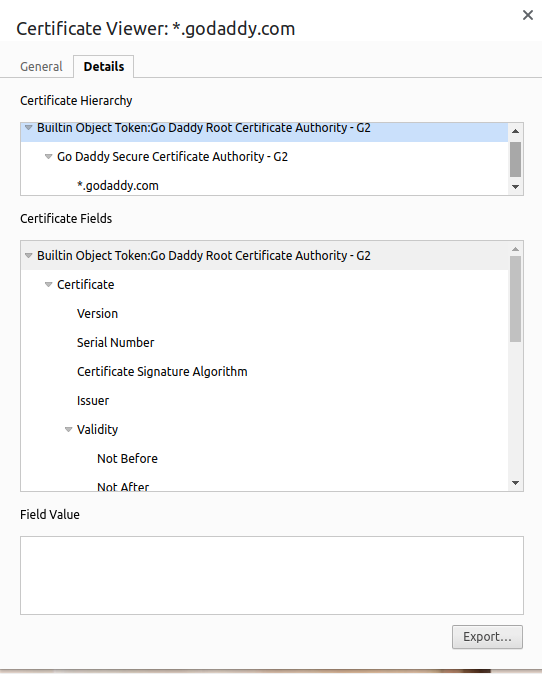 Certificate Viewer: *.godaddy.com
General Details
Certificate Hierarchy
Builtin Object Token:Go Daddy Root Certificate Authority - G2
Go Daddy Secure Certificate Authority - G2
*.godaddy.com
Certificate Fields
Builtin Object Token:Go Daddy Root Certificate Authority - G2
Certificate
Version
Serial Number
Certificate Signature Algorithm
Issuer
Validity
Not Before
Not After
Field Value
Export...